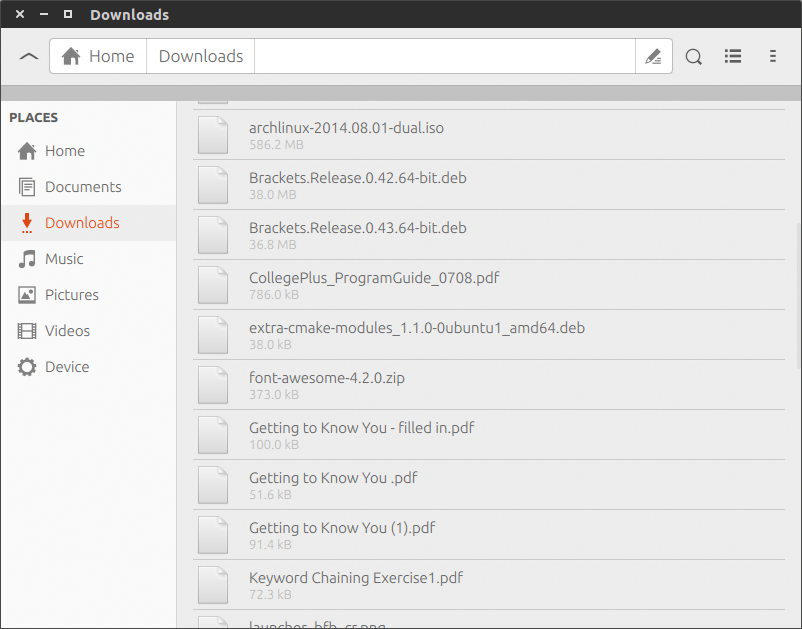 Downloads
Home
Downloads
PLACES
Home
Documents
Downloads
Music
Pictures
Videos
Device
archlinux-2014.08.01-dual.iso
586.2 MB
Brackets.Release.0.42.64-bit.deb
38.0 MB
Brackets.Release.0.43.64-bit.deb
36.8 MB
CollegePlus_ProgramGuide_0708.pdf
786.0 kB
extra-cmake-modules_1.1.0-0ubuntu1_amd64.deb
38.0 kB
font-awesome-4.2.0.zip
373.0 kB
Getting to Know You - filled in.pdf
100.0 kB
Getting to Know You .pdf
51.6 kB
Getting to Know You (1).pdf
91.4 kB
Keyword Chaining Exercise1.pdf
72.3 kB